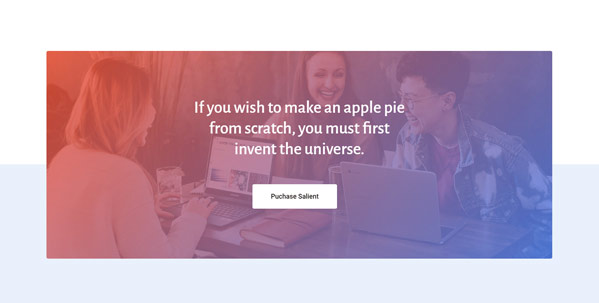 If you wish to make an apple pie
from scratch, you must first
invent the universe.
Puchase Salient